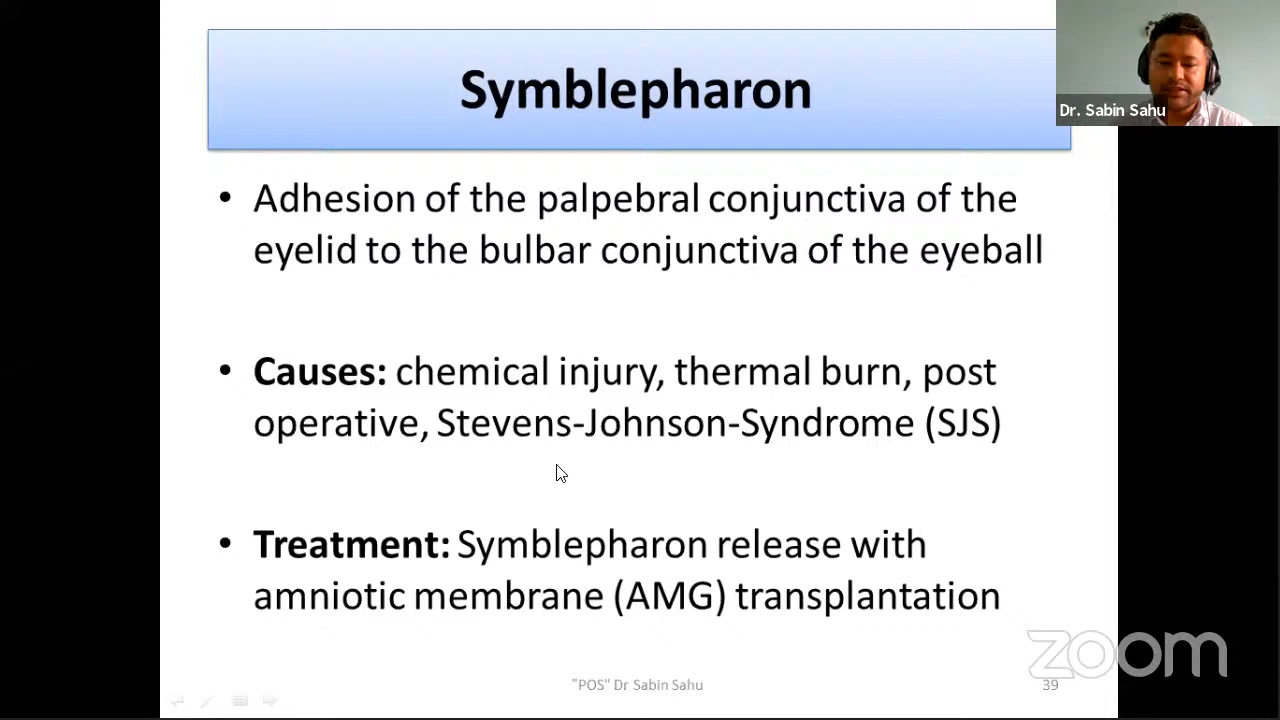 Symblepharon
Dr. Sabin Sahu
• Adhesion of the palpebral conjunctiva of the
eyelid to the bulbar conjunctiva of the eyeball
• Causes: chemical injury, thermal burn, post
operative, Stevens-Johnson-Syndrome (SJS)
• Treatment: Symblepharon release with
amniotic membrane (AMG) transplantation
zoom
"POS" Dr Sabin Sahu
39